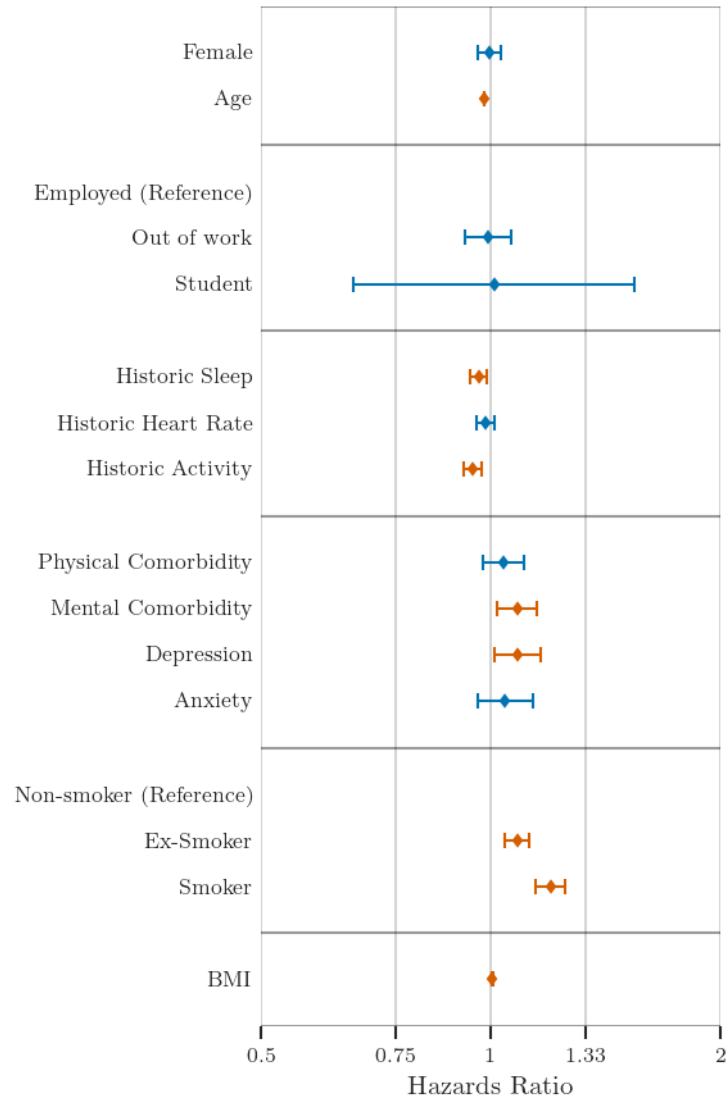 Female
Age
Employed (Reference)
Out of work
Student
Historic Sleep
Historic Heart Rate
Historic Activity
Physical Comorbidity
Mental Comorbidity
Depression
Anxiety
Non-smoker (Reference)
Ex-Smoker
Smoker
BMI
0.5 0.75 1 1.33 2
Hazards Ratio